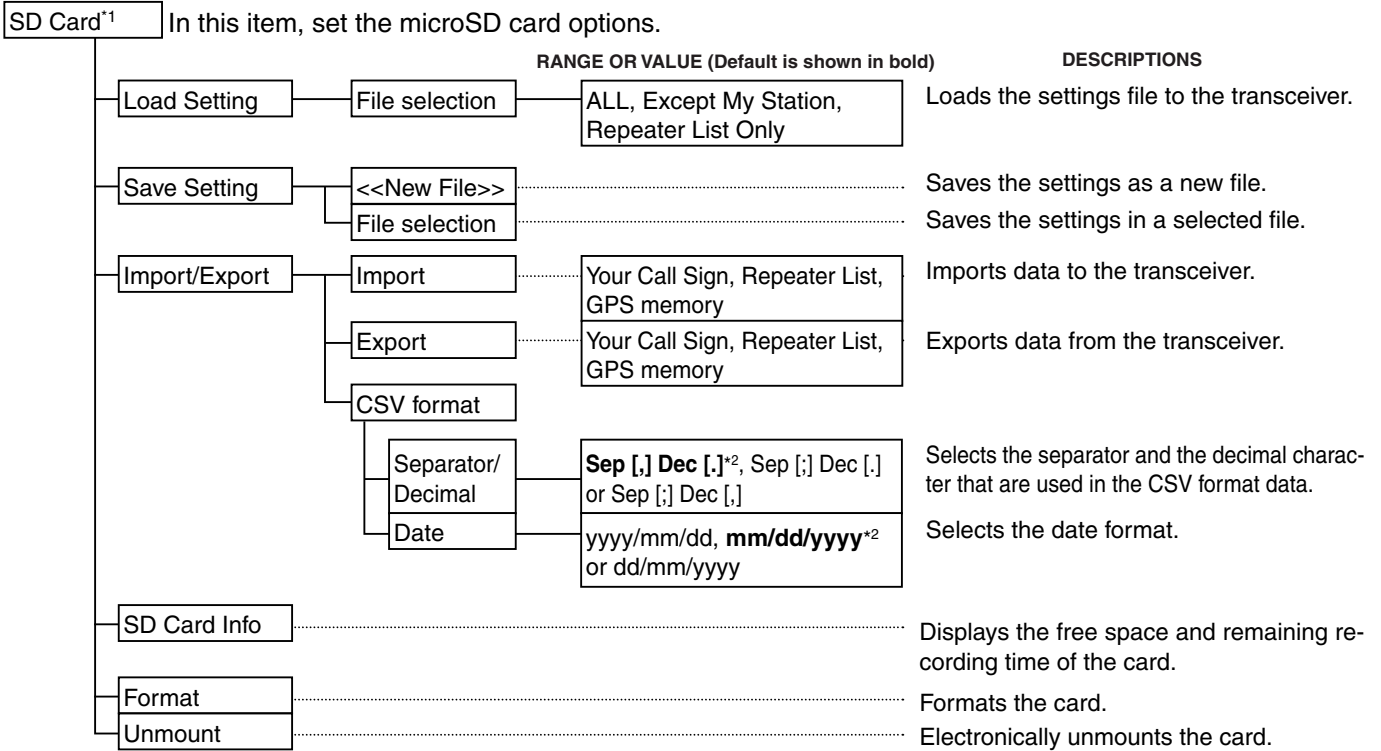 SD Card*1 In this item, set the microSD card options.
RANGE OR VALUE (Default is shown in bold) DESCRIPTIONS
Load Setting File selection ALL, Except My Station, Loads the settings file to the transceiver.
Repeater List Only
Save Setting <<New File>> Saves the settings as a new file.
File selection Saves the settings in a selected file.
Import/Export Import Your Call Sign, Repeater List, Imports data to the transceiver.
GPS memory
Export Your Call Sign, Repeater List, Exports data from the transceiver.
GPS memory
CSV format
Separator/ Sep [,] Dec [.]*2, Sep [;] Dec [.] Selects the separator and the decimal charac-
Decimal or Sep [;] Dec [,] ter that are used in the CSV format data.
Date yyyy/mm/dd, mm/dd/yyyy*2 Selects the date format.
or dd/mm/yyyy
SD Card Info Displays the free space and remaining re-
cording time of the card.
Format Formats the card.
Unmount Electronically unmounts the card.